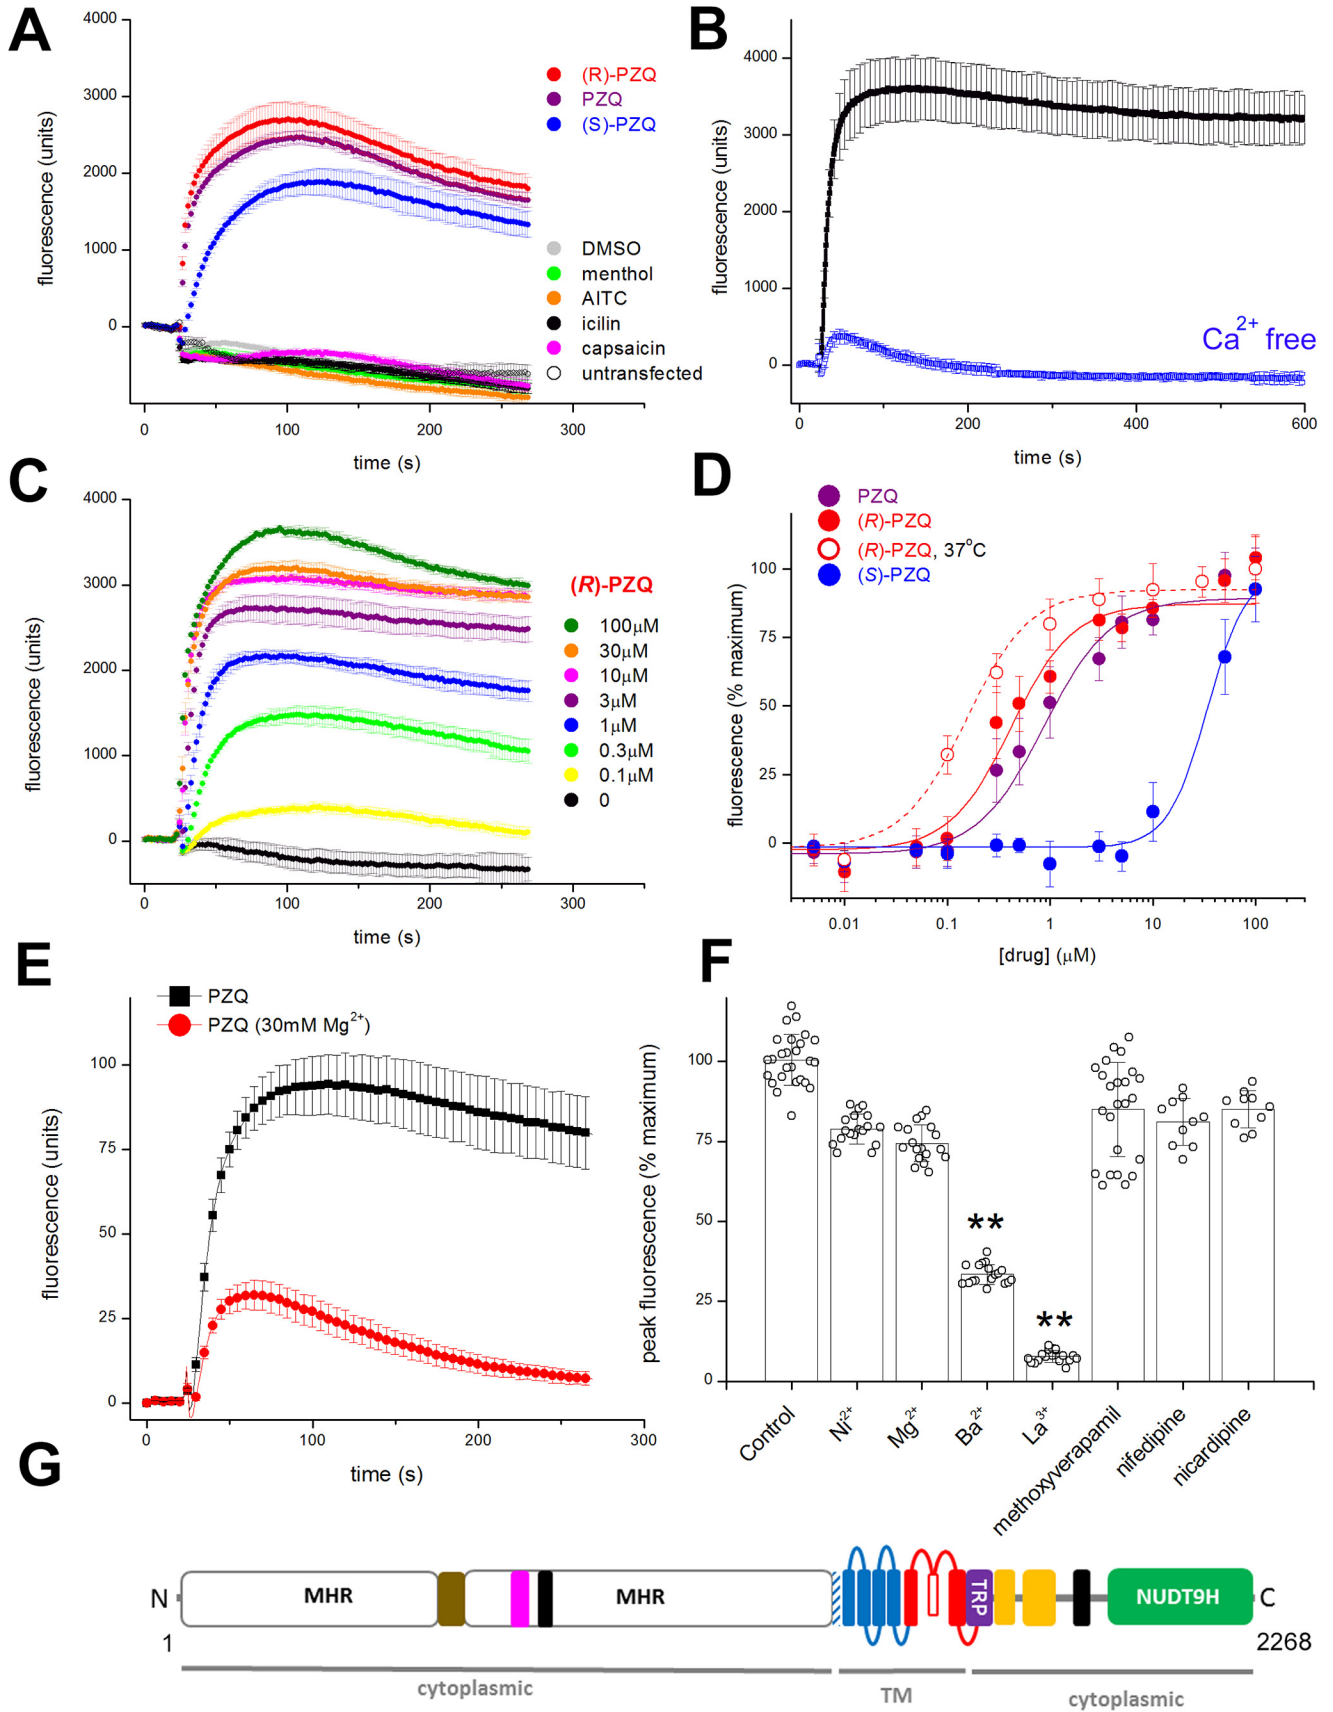 A
fluorescence (units)
4000
3000
2000
1000
0
0
100
200
300
time (s)
(R)-PZQ
PZQ
(S)-PZQ
DMSO
menthol
AITC
icilin
capsaicin
untransfected
B
fluorescence (units)
4000
3000
2000
1000
0
0
200
400
600
time (s)
Ca2+ free
C
fluorescence (units)
4000
3000
2000
1000
0
0
100
200
300
time (s)
(R)-PZQ
100μM
30μM
10μM
3μM
1μM
0.3μM
0.1μM
0
D
PZQ
(R)-PZQ
(R)-PZQ, 37°C
(S)-PZQ
fluorescence (% maximum)
100
75
50
25
0
0.01
0.1
1
10
100
[drug] (μM)
E
PZQ
PZQ (30mM Mg2+)
fluorescence (units)
100
75
50
25
0
0
100
200
300
time (s)
F
peak fluorescence (% maximum)
100
75
50
25
0
**
**
Control
Ni2+
Mg2+
Ba2+
La3+
methoxyverapamil
nifedipine
nicardipine
G
N
MHR
MHR
TRP
NUDT9H
C
1
2268
cytoplasmic
TM
cytoplasmic